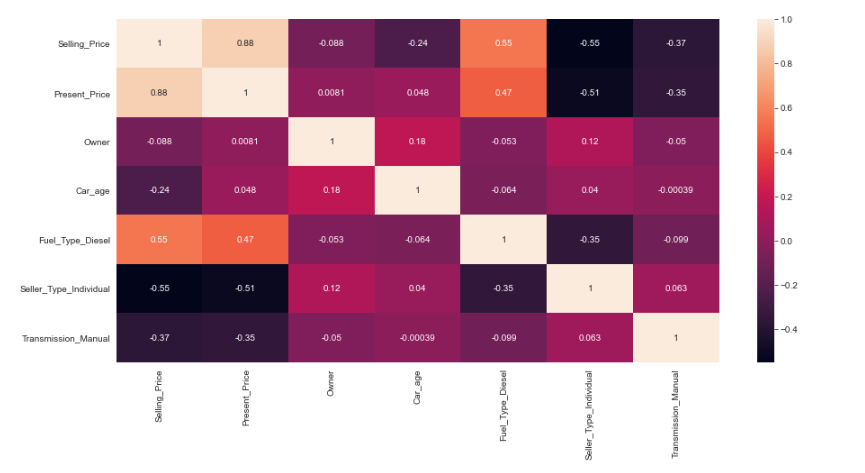 Selling_Price 1 0.88 -0.088 -0.24 0.55 -0.55 -0.37
Present_Price 0.88 1 0.0081 0.048 0.47 -0.51 -0.35
Owner -0.088 0.0081 1 0.18 -0.053 0.12 -0.05
Car_age -0.24 0.048 0.18 1 -0.064 0.04 -0.00039
Fuel_Type_Diesel 0.55 0.47 -0.053 -0.064 1 -0.35 -0.099
Seller_Type_Individual -0.55 -0.51 0.12 0.04 -0.35 1 0.063
Transmission_Manual -0.37 -0.35 -0.05 -0.00039 -0.099 0.063 1
Selling_Price
Present_Price
Owner
Car_age
Fuel_Type_Diesel
Seller_Type_Individual
Transmission_Manual
1.0
0.8
0.6
0.4
0.2
0.0
−0.2
−0.4